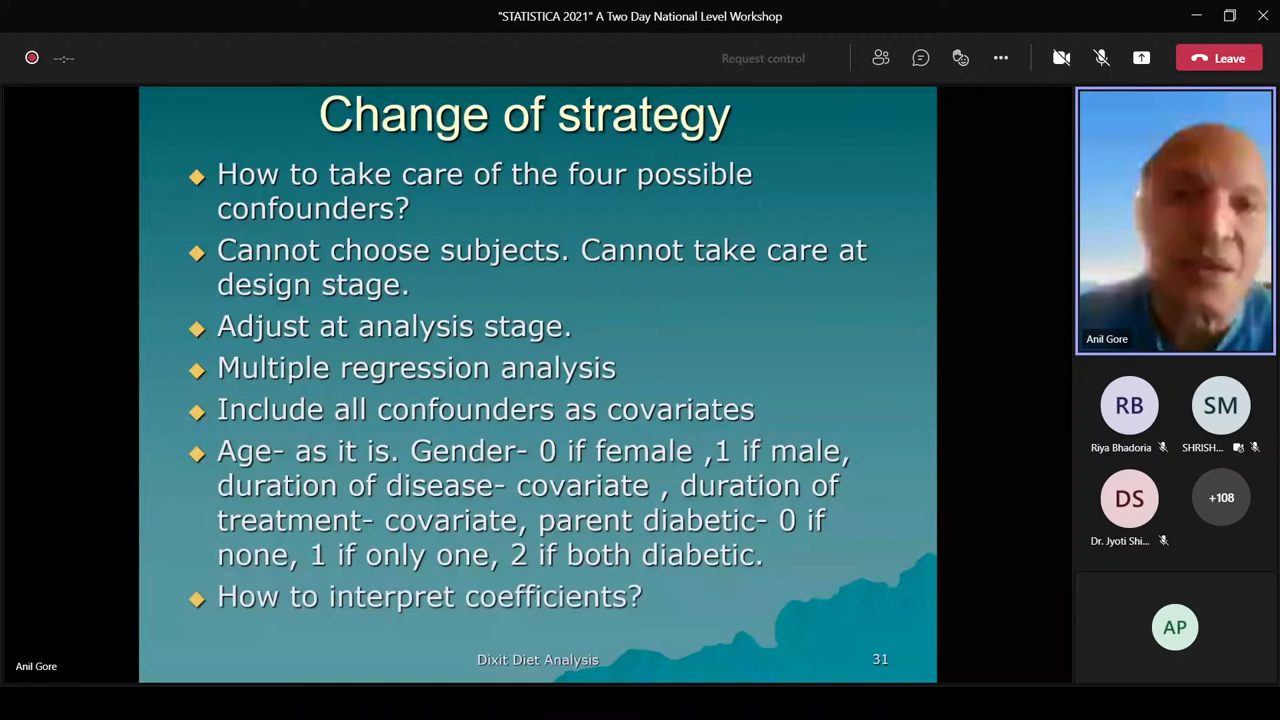 "STATISTICA 2021" A Two Day National Level Workshop
--:--
Request control
Leave
Change of strategy
How to take care of the four possible
confounders?
Cannot choose subjects. Cannot take care at
design stage.
Adjust at analysis stage.
Multiple regression analysis
Include all confounders as covariates
Age- as it is. Gender- 0 if female ,1 if male,
duration of disease- covariate , duration of
treatment- covariate, parent diabetic- 0 if
none, 1 if only one, 2 if both diabetic.
How to interpret coefficients?
Dixit Diet Analysis
31
Anil Gore
Anil Gore
RB
SM
Riya Bhadoria
SHRISH...
DS
+108
Dr. Jyoti Shi...
AP